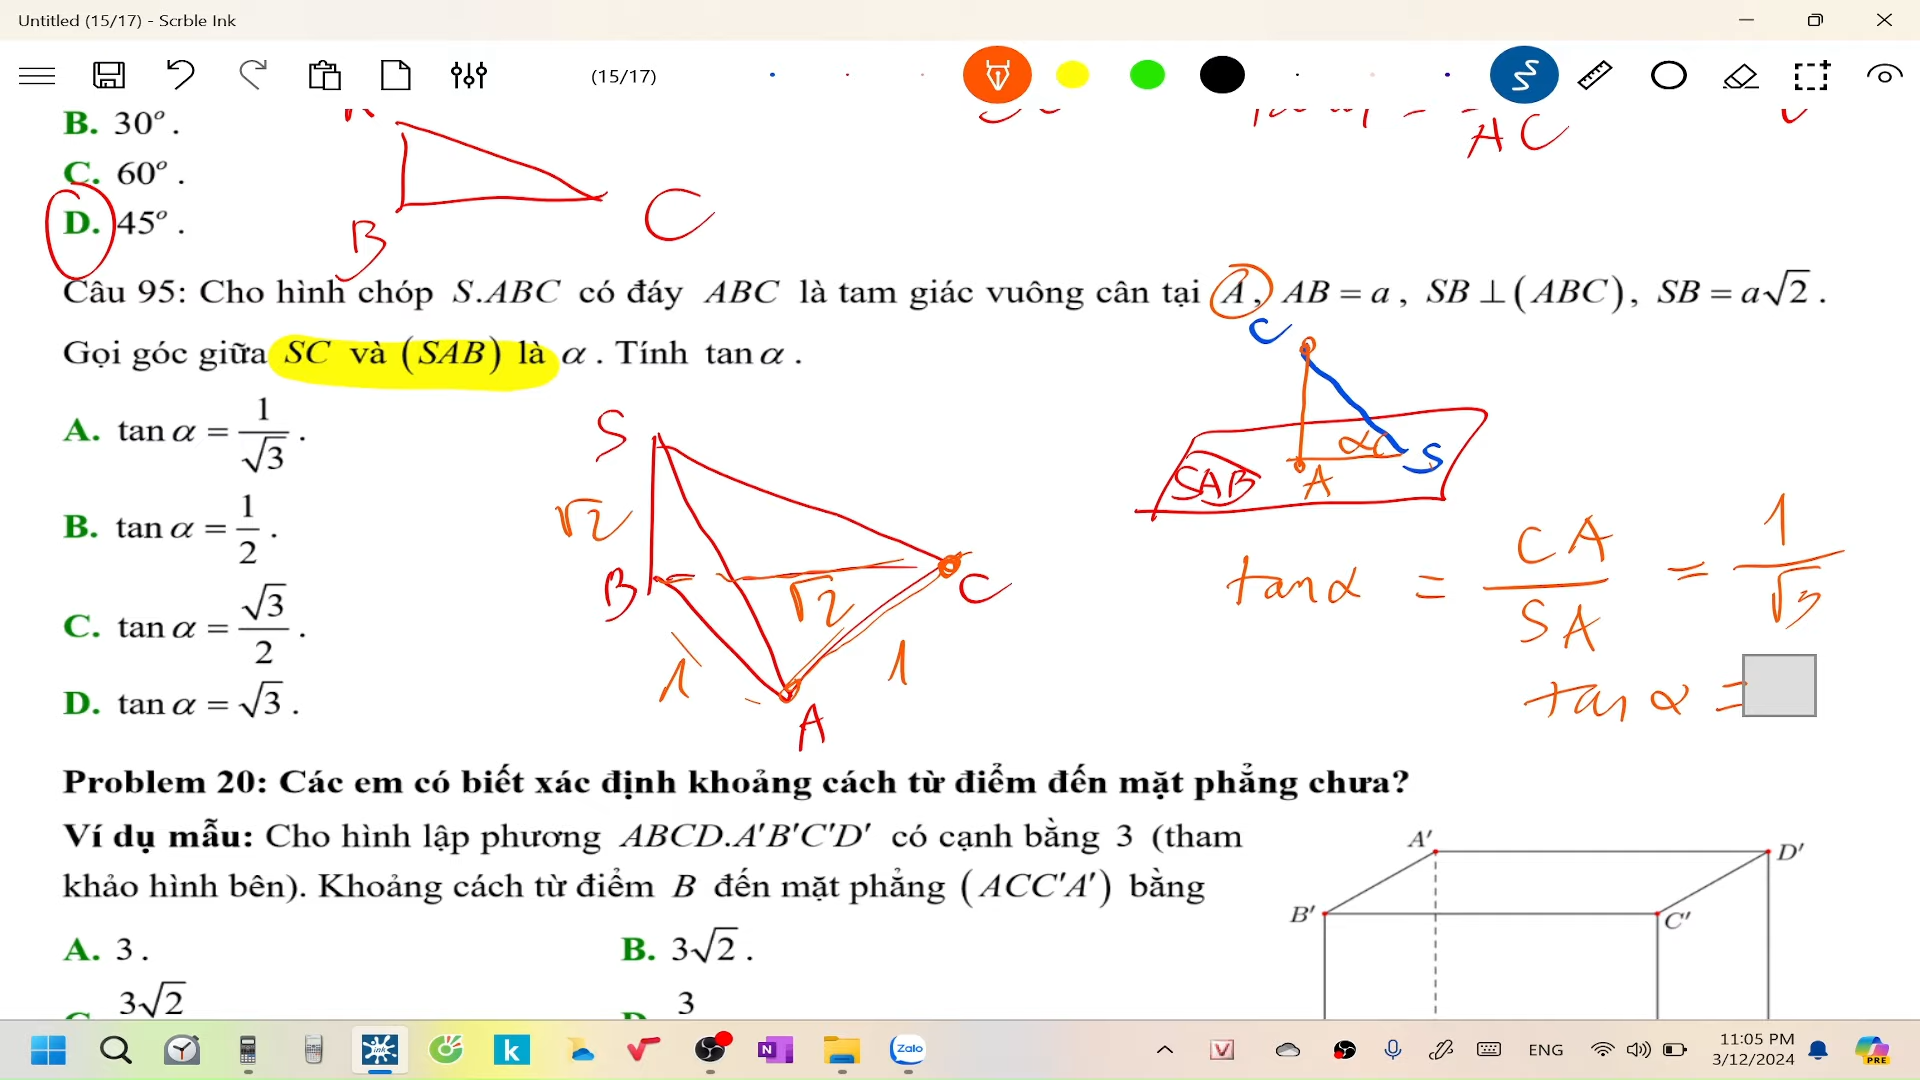 Untitled (15/17) - Scrble Ink
(15/17)
B. 30°.
C. 60°.
D. 45°.
B
C
AC
Câu 95: Cho hình chóp S.ABC có đáy ABC là tam giác vuông cân tại A, AB = a, SB ⊥ (ABC), SB = a√2.
Gọi góc giữa SC và (SAB) là α. Tính tan α.
A. tan α = 1/√3.
B. tan α = 1/2.
C. tan α = √3/2.
D. tan α = √3.
S
√2
B
√2
C
1
1
A
C
α
S
SAB
A
tan α = CA/SA = 1/√3
tan α =
Problem 20: Các em có biết xác định khoảng cách từ điểm đến mặt phẳng chưa?
Ví dụ mẫu: Cho hình lập phương ABCD.A'B'C'D' có cạnh bằng 3 (tham
khảo hình bên). Khoảng cách từ điểm B đến mặt phẳng (ACC'A') bằng
A. 3.
B. 3√2.
3√2
3
A'
D'
B'
C'
Zalo
ENG
11:05 PM
3/12/2024
PRE